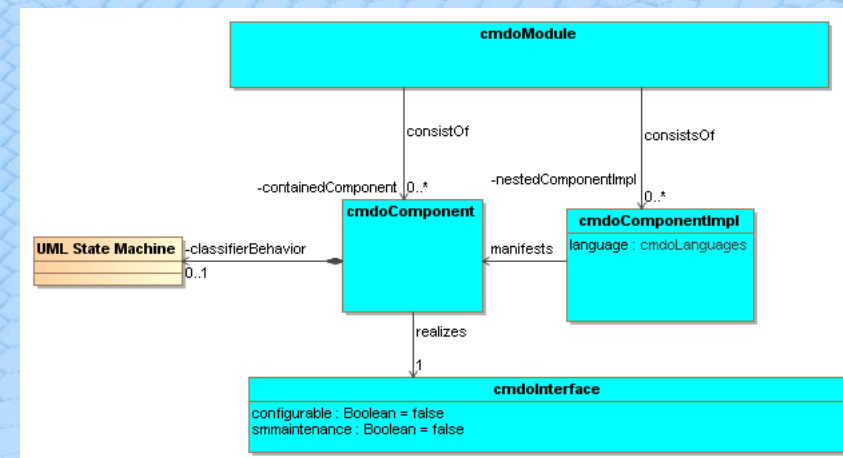 cmdoModule
consistOf
consistsOf
-containedComponent
0..*
-nestedComponentImpl
0..*
cmdoComponent
cmdoComponentImpl
language : cmdoLanguages
UML State Machine
-classifierBehavior
0..1
manifests
realizes
1
cmdoInterface
configurable : Boolean = false
smmaintenance : Boolean = false